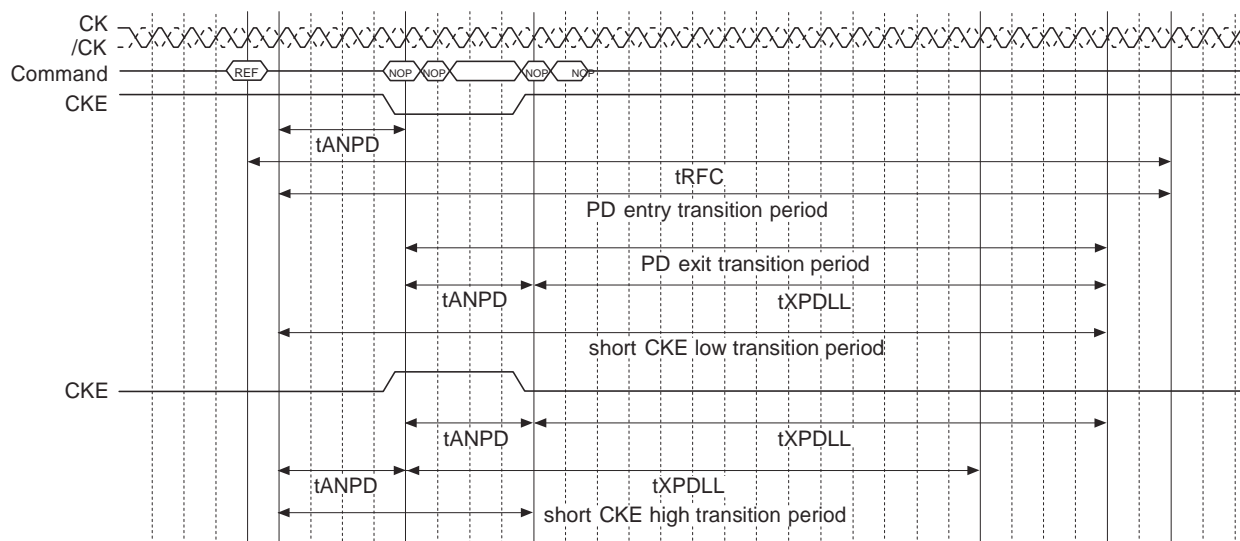 CK
/CK
Command REF NOP NOP NOP NOP
CKE
tANPD
tRFC
PD entry transition period
PD exit transition period
tANPD tXPDLL
short CKE low transition period
CKE
tANPD tXPDLL
tANPD tXPDLL
short CKE high transition period